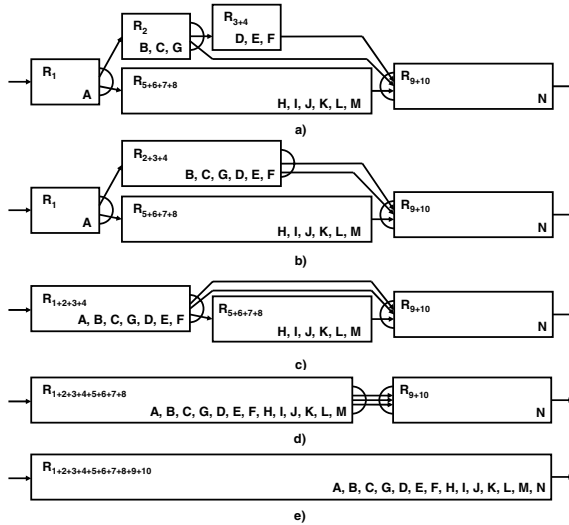 R2
B, C, G
R3+4
D, E, F
R1
A
R5+6+7+8
H, I, J, K, L, M
R9+10
N
a)
R2+3+4
B, C, G, D, E, F
R1
A
R5+6+7+8
H, I, J, K, L, M
R9+10
N
b)
R1+2+3+4
A, B, C, G, D, E, F
R5+6+7+8
H, I, J, K, L, M
R9+10
N
c)
R1+2+3+4+5+6+7+8
A, B, C, G, D, E, F, H, I, J, K, L, M
R9+10
N
d)
R1+2+3+4+5+6+7+8+9+10
A, B, C, G, D, E, F, H, I, J, K, L, M, N
e)